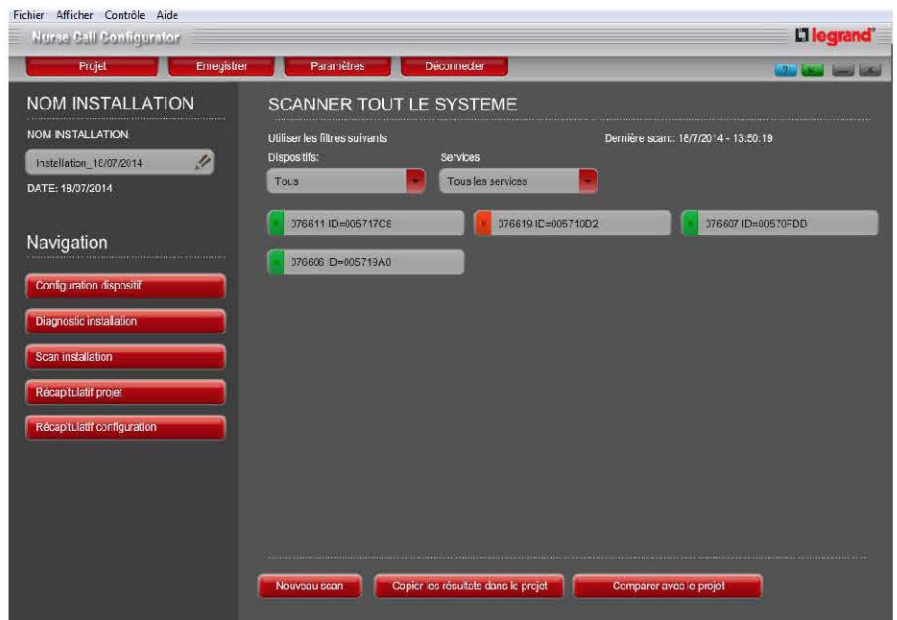 Fichier Afficher Contrôle Aide
Nurse Call Configurator
legrand
Projet
Enregistrer
Paramètres
Déconnecter
?
NOM INSTALLATION
NOM INSTALLATION
Installation_18/07/2014
DATE: 18/07/2014
Navigation
Configuration dispositif
Diagnostic installation
Scan installation
Récapitulatif projet
Récapitulatif configuration
SCANNER TOUT LE SYSTEME
Utiliser les filtres suivants
Dernière scan: 18/7/2014 - 13:50:19
Dispositifs:
Services
Tous
Tous les services
076611 ID=005717C8
076619 ID=005710D2
076607 ID=00570FDD
076606 ID=005719A0
Nouveau scan
Copier les résultats dans le projet
Comparer avec le projet